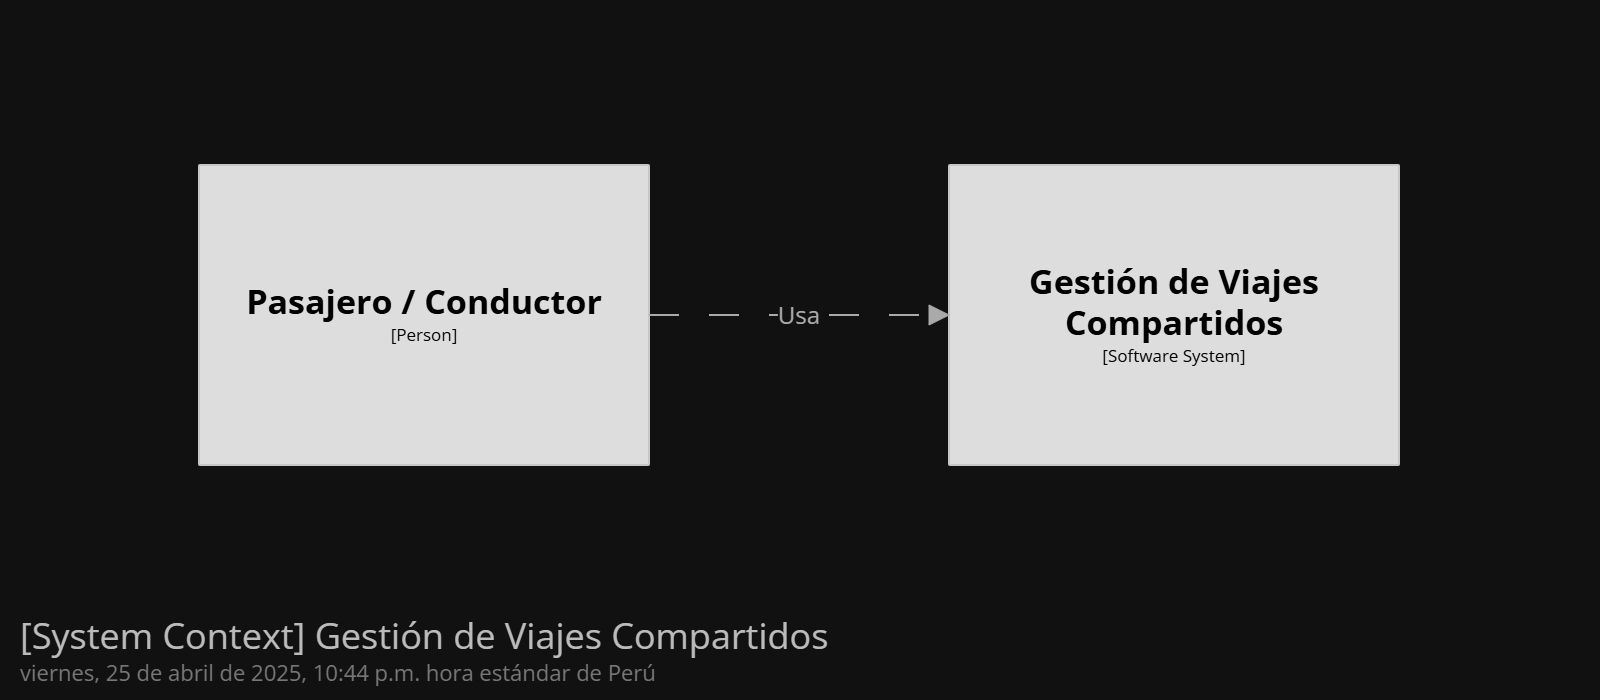 Pasajero / Conductor
[Person]
Usa
Gestión de Viajes
Compartidos
[Software System]
[System Context] Gestión de Viajes Compartidos
viernes, 25 de abril de 2025, 10:44 p.m. hora estándar de Perú